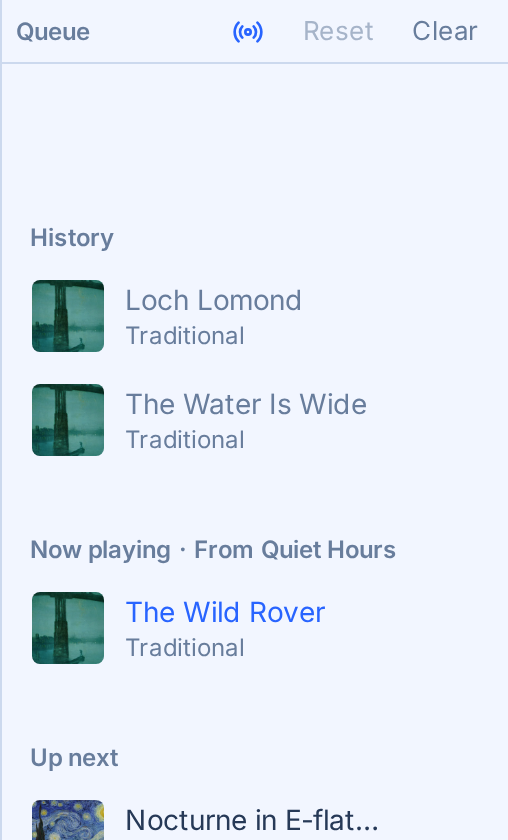 Queue Reset Clear
History
Loch Lomond
Traditional
The Water Is Wide
Traditional
Now playing · From Quiet Hours
The Wild Rover
Traditional
Up next
Nocturne in E-flat...